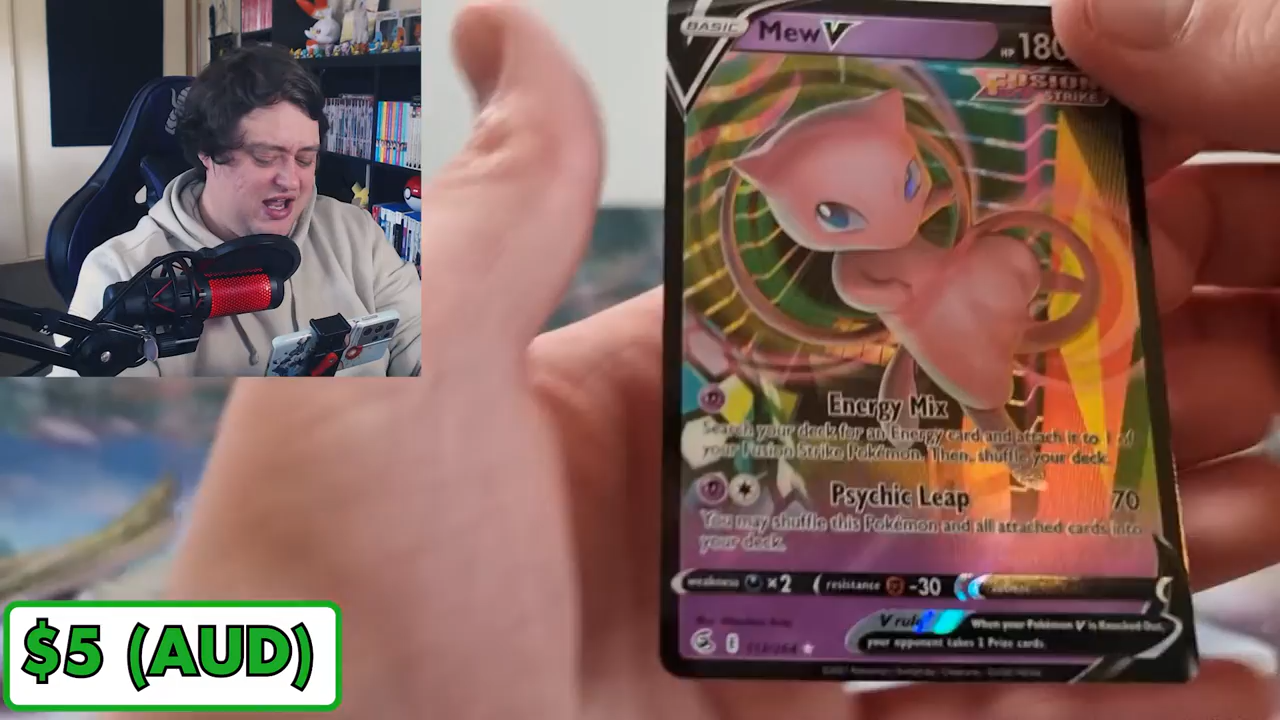 BASIC Mew V HP 180
FUSION
STRIKE
Energy Mix
Search your deck for an Energy card and attach it to 1 of
your Fusion Strike Pokémon. Then, shuffle your deck.
Psychic Leap 70
You may shuffle this Pokémon and all attached cards into
your deck.
weakness ×2 resistance -30
V rule When your Pokémon V is Knocked Out,
your opponent takes 2 Prize cards.
$5 (AUD)